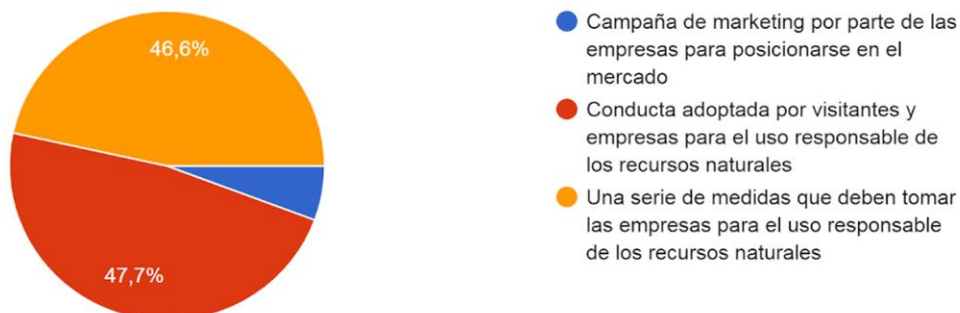 46,6%
47,7%
Campaña de marketing por parte de las
empresas para posicionarse en el
mercado
Conducta adoptada por visitantes y
empresas para el uso responsable de
los recursos naturales
Una serie de medidas que deben tomar
las empresas para el uso responsable
de los recursos naturales